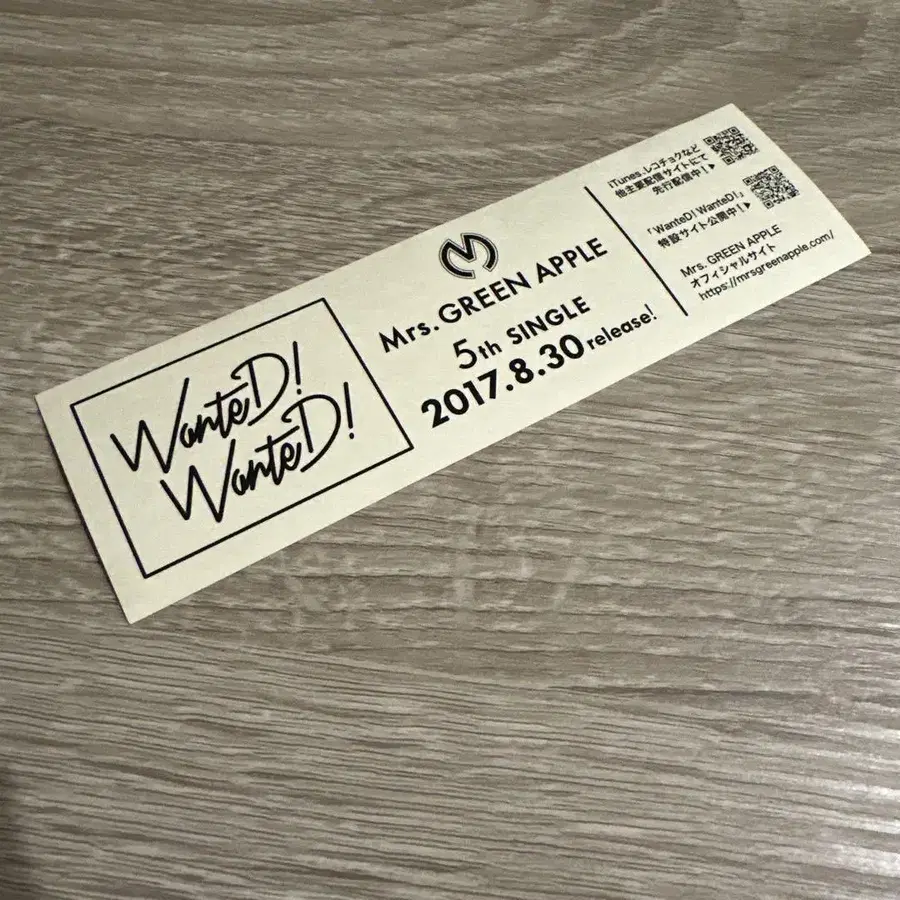 WanteD!
WanteD!
Mrs. GREEN APPLE
5th SINGLE
2017.8.30 release!
iTunes、レコチョクなど
他主要配信サイトにて
先行配信中！▶
「WanteD! WanteD!」
特設サイト公開中！▶
Mrs. GREEN APPLE
オフィシャルサイト
https://mrsgreenapple.com/